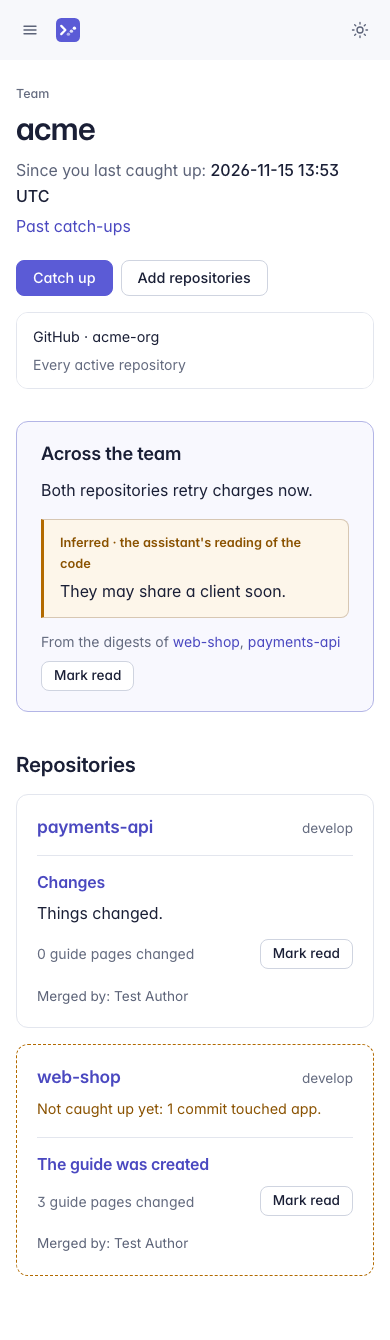 Team
acme
Since you last caught up: 2026-11-15 13:53
UTC
Past catch-ups
Catch up
Add repositories
GitHub · acme-org
Every active repository
Across the team
Both repositories retry charges now.
Inferred · the assistant's reading of the
code
They may share a client soon.
From the digests of web-shop, payments-api
Mark read
Repositories
payments-api
develop
Changes
Things changed.
0 guide pages changed
Mark read
Merged by: Test Author
web-shop
develop
Not caught up yet: 1 commit touched app.
The guide was created
3 guide pages changed
Mark read
Merged by: Test Author